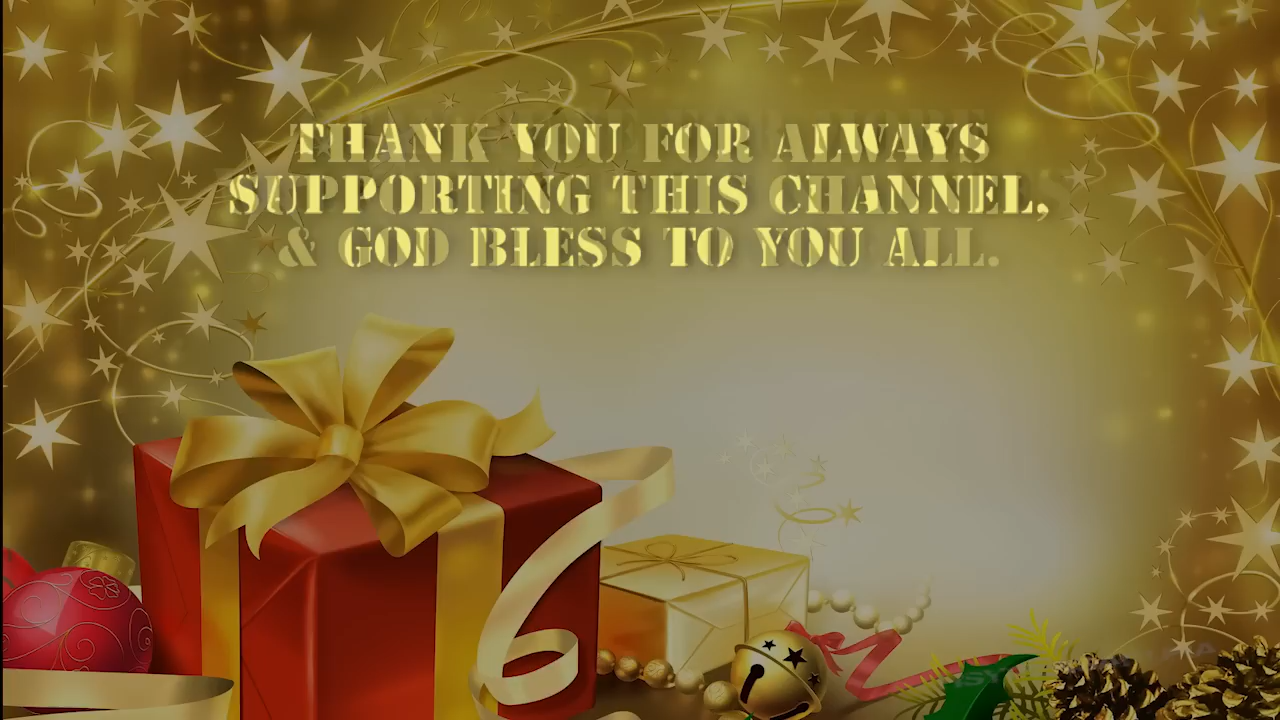 THANK YOU FOR ALWAYS
SUPPORTING THIS CHANNEL,
& GOD BLESS TO YOU ALL.